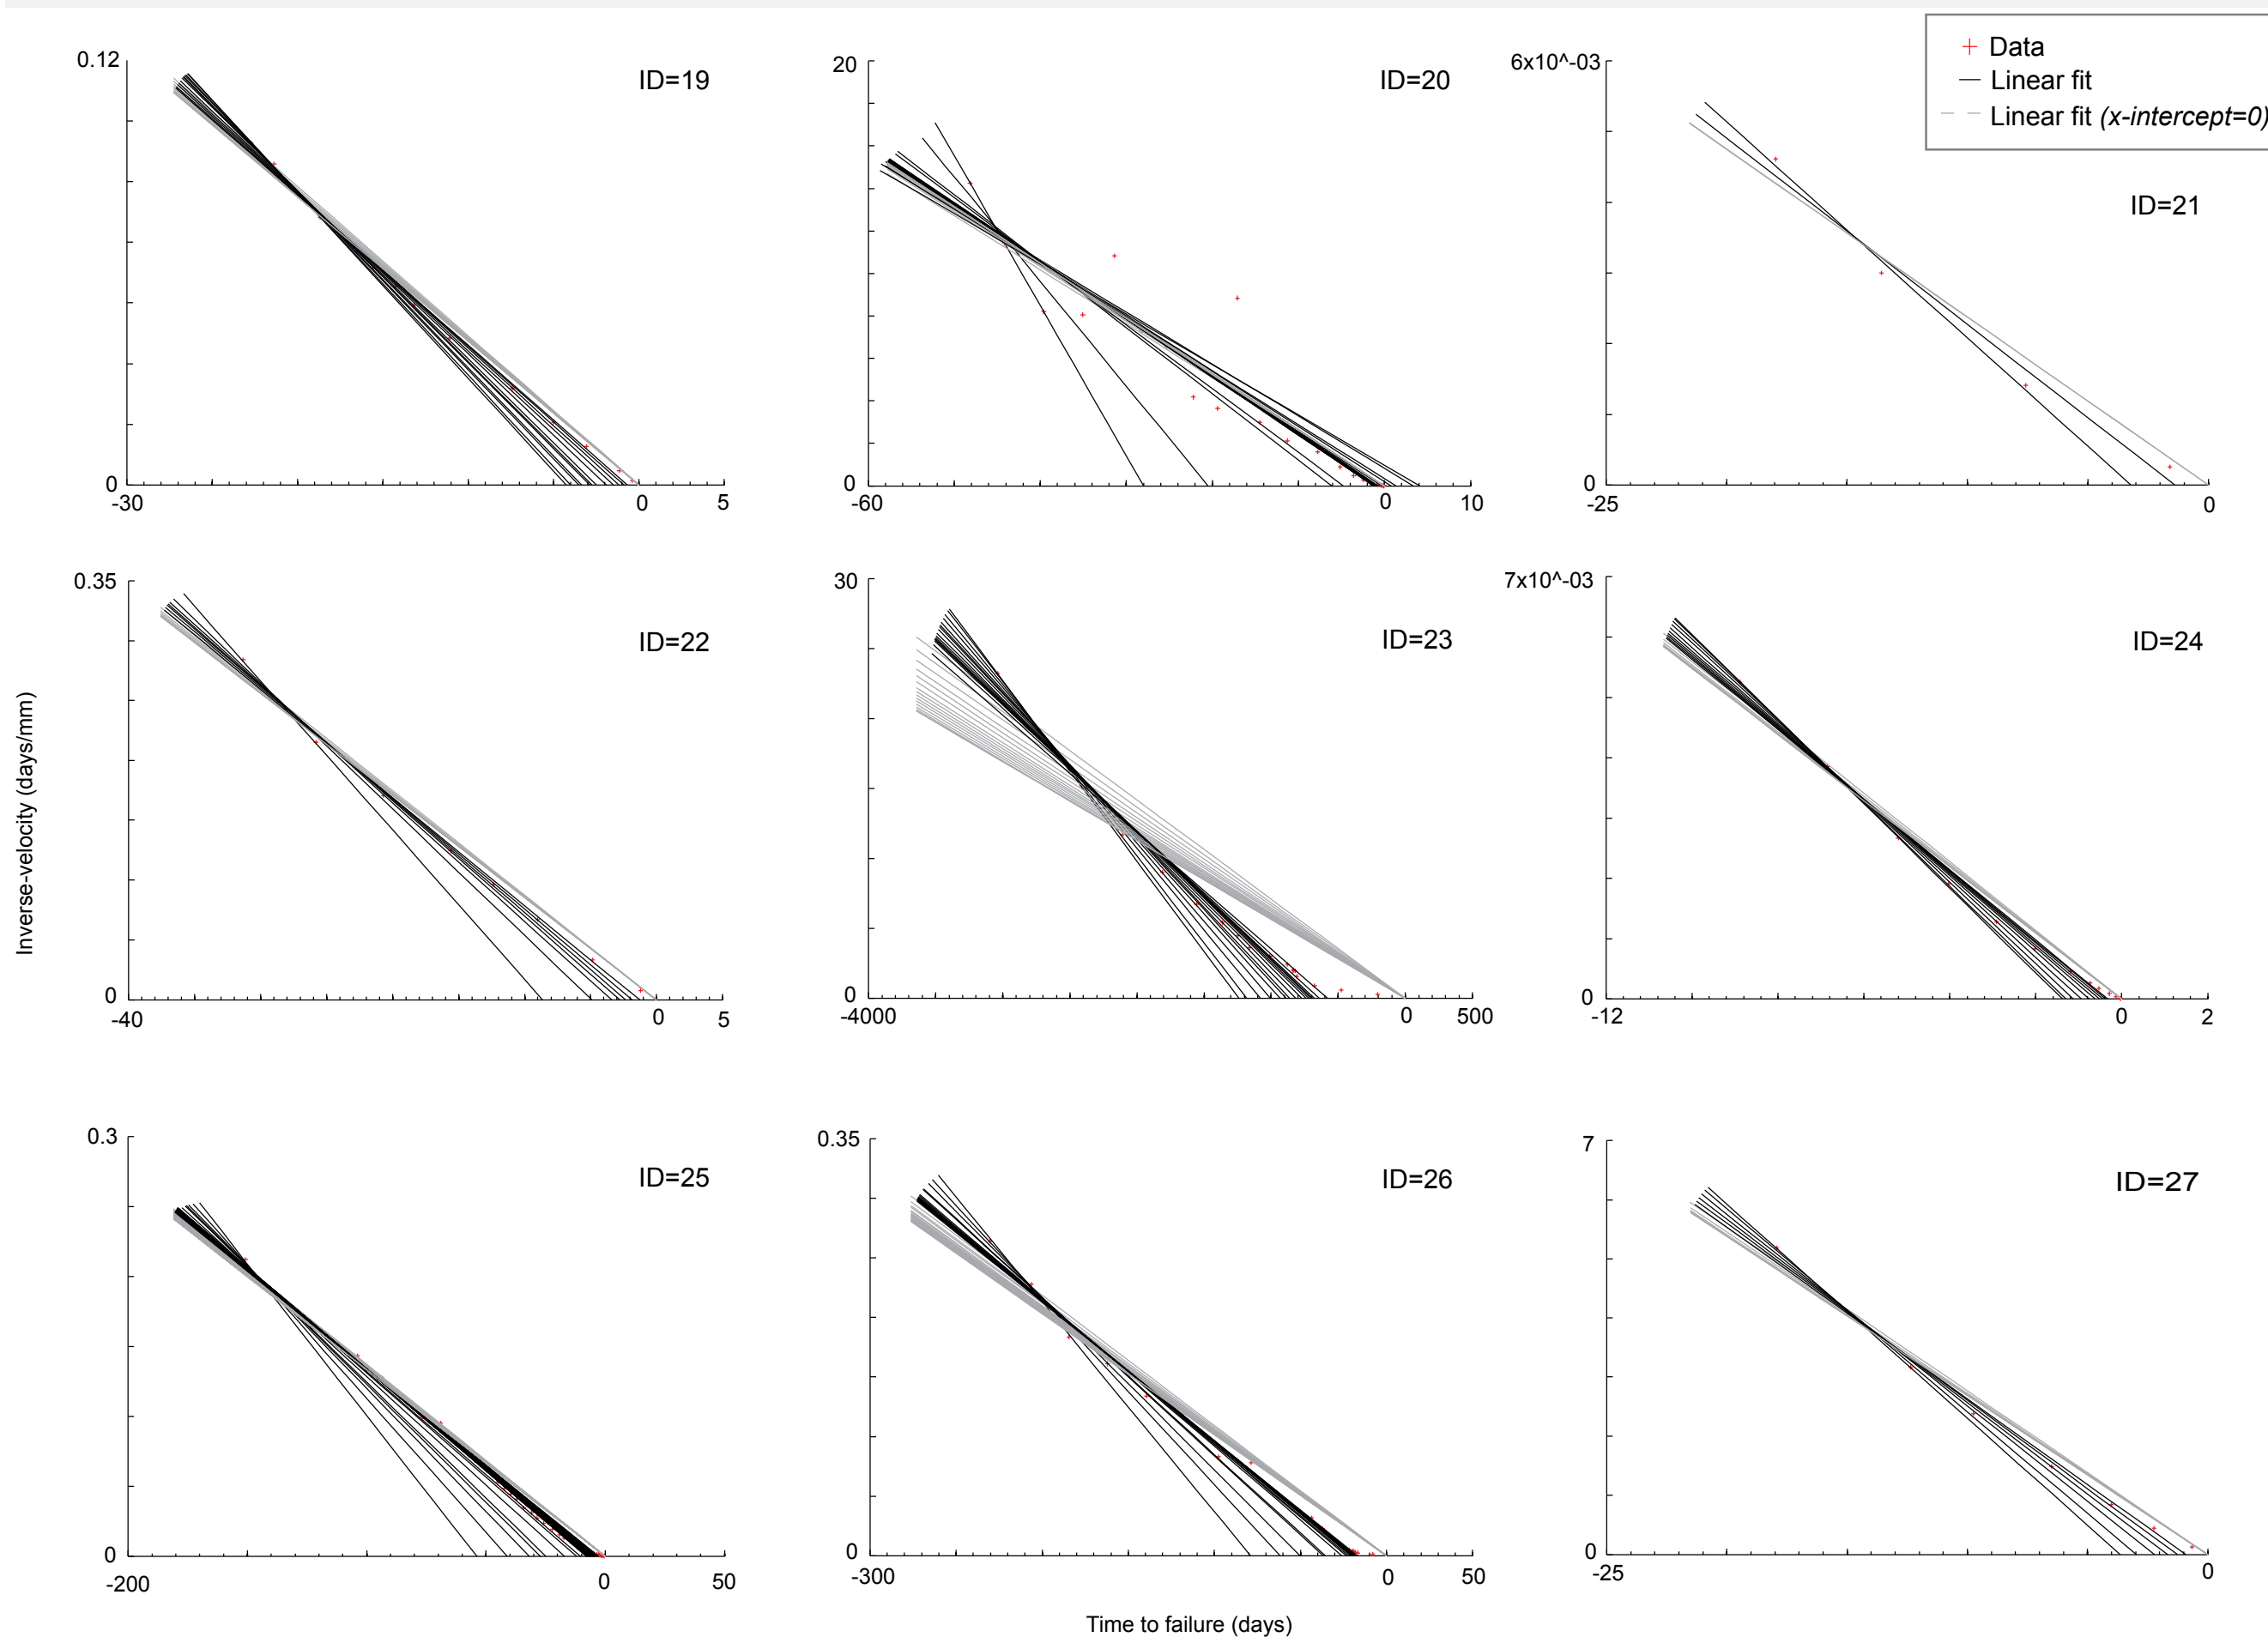 Data
Linear fit
Linear fit (x-intercept=0)
0.12
ID=19
0
-30
0
5
20
ID=20
0
-60
0
10
6x10^-03
ID=21
0
-25
0
0.35
ID=22
0
-40
0
5
30
ID=23
0
-4000
0
500
7x10^-03
ID=24
0
-12
0
2
0.3
ID=25
0
-200
0
50
0.35
ID=26
0
-300
0
50
7
ID=27
0
-25
0
Inverse-velocity (days/mm)
Time to failure (days)